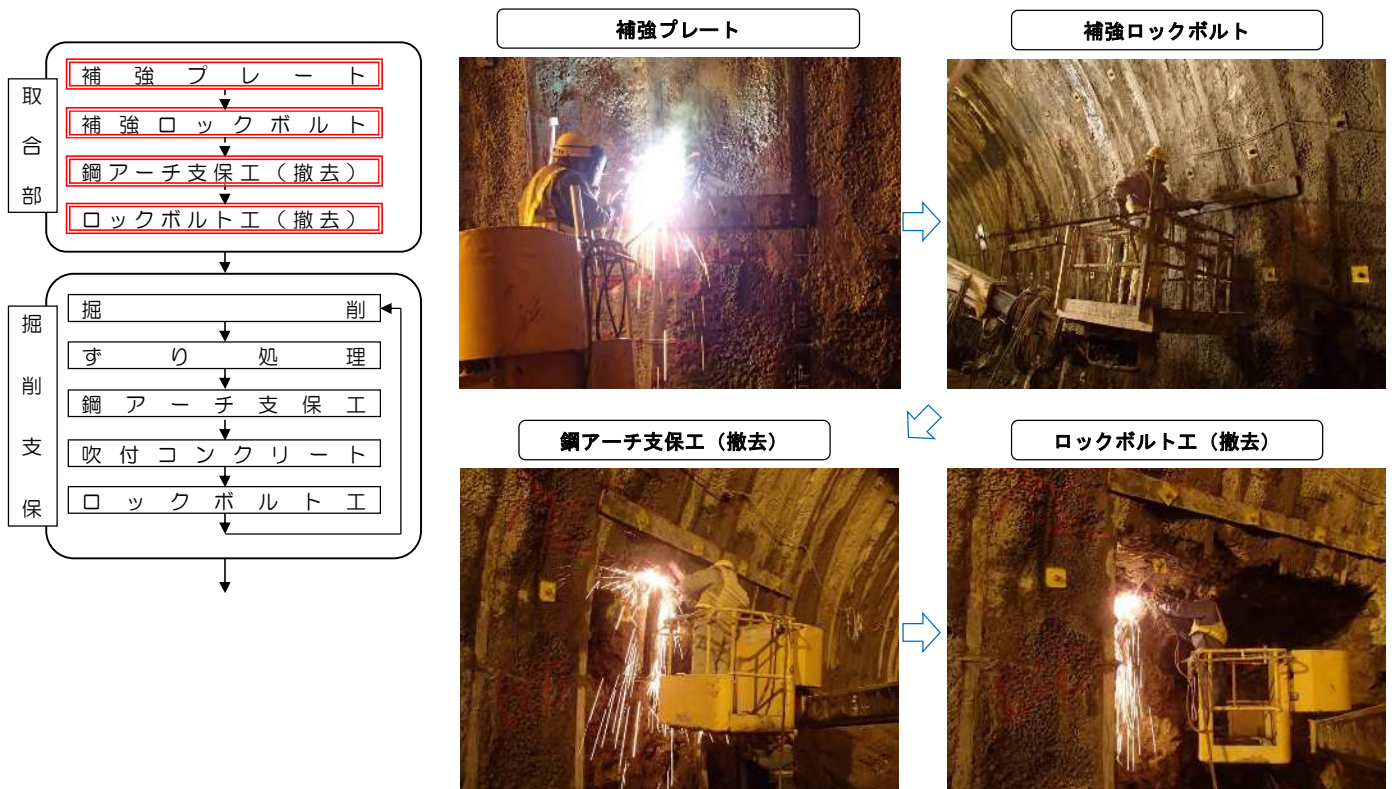 取合部
補強プレート
補強ロックボルト
鋼アーチ支保工（撤去）
ロックボルト工（撤去）
掘削支保
掘削
ずり処理
鋼アーチ支保工
吹付コンクリート
ロックボルト工
補強プレート
補強ロックボルト
鋼アーチ支保工（撤去）
ロックボルト工（撤去）